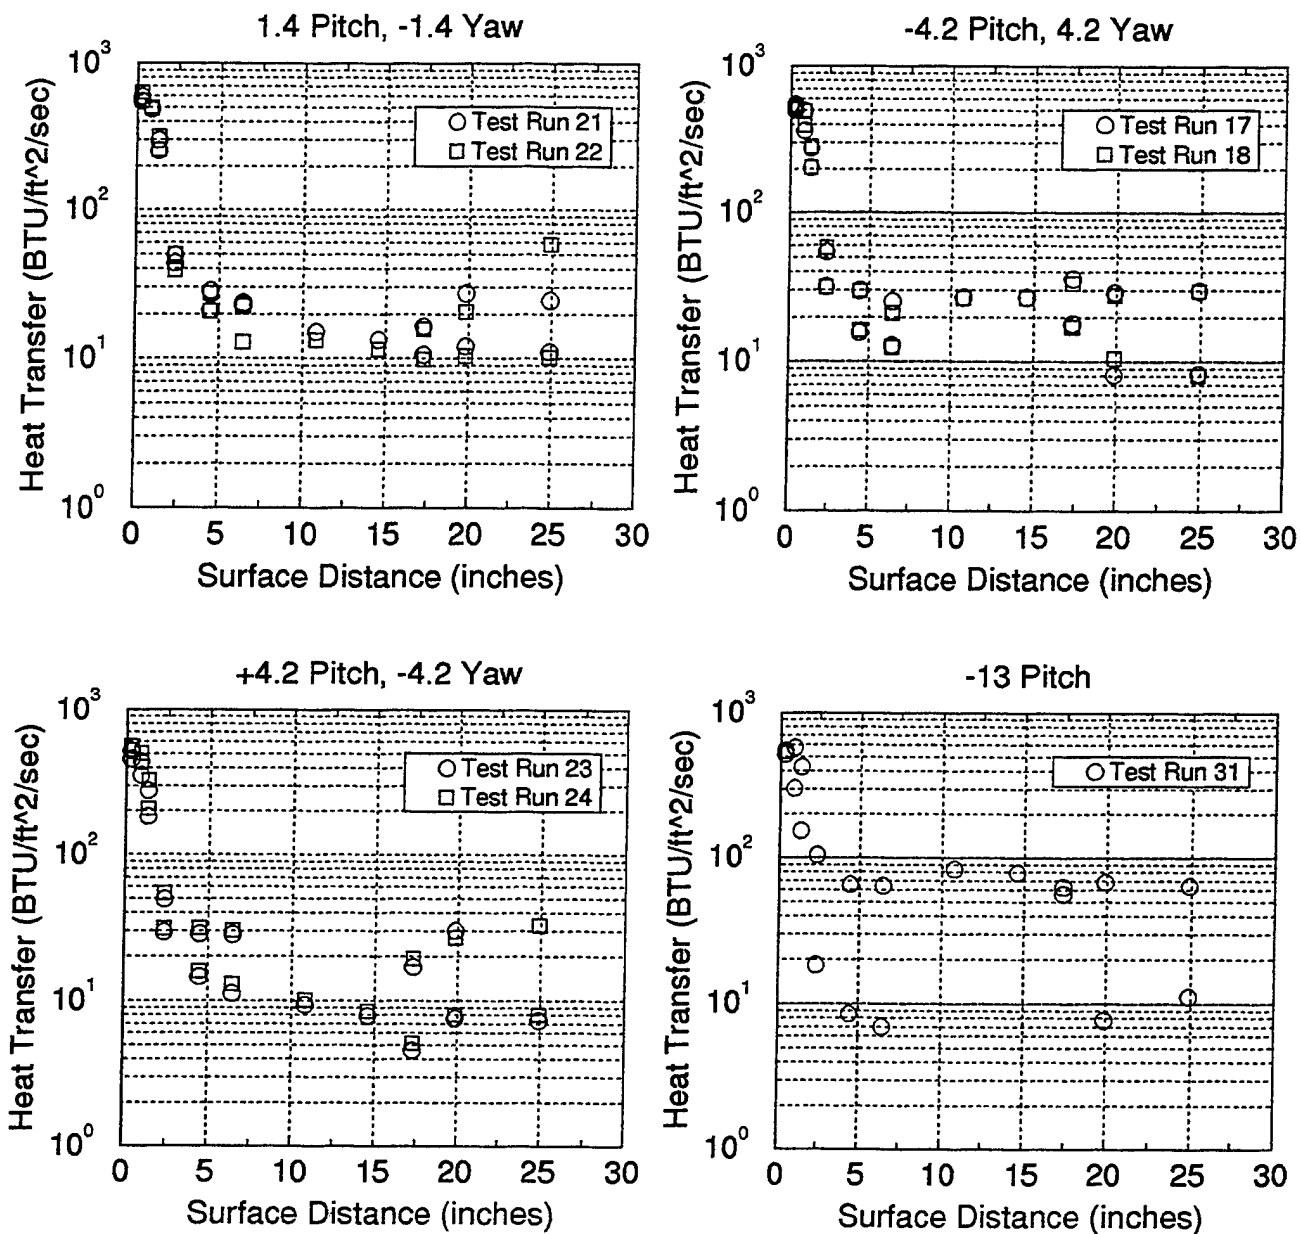 1.4 Pitch, -1.4 Yaw
Heat Transfer (BTU/ft^2/sec)
10^3
10^2
10^1
10^0
Test Run 21
Test Run 22
0 5 10 15 20 25 30
Surface Distance (inches)
-4.2 Pitch, 4.2 Yaw
Heat Transfer (BTU/ft^2/sec)
10^3
10^2
10^1
10^0
Test Run 17
Test Run 18
0 5 10 15 20 25 30
Surface Distance (inches)
+4.2 Pitch, -4.2 Yaw
Heat Transfer (BTU/ft^2/sec)
10^3
10^2
10^1
10^0
Test Run 23
Test Run 24
0 5 10 15 20 25 30
Surface Distance (inches)
-13 Pitch
Heat Transfer (BTU/ft^2/sec)
10^3
10^2
10^1
10^0
Test Run 31
0 5 10 15 20 25 30
Surface Distance (inches)